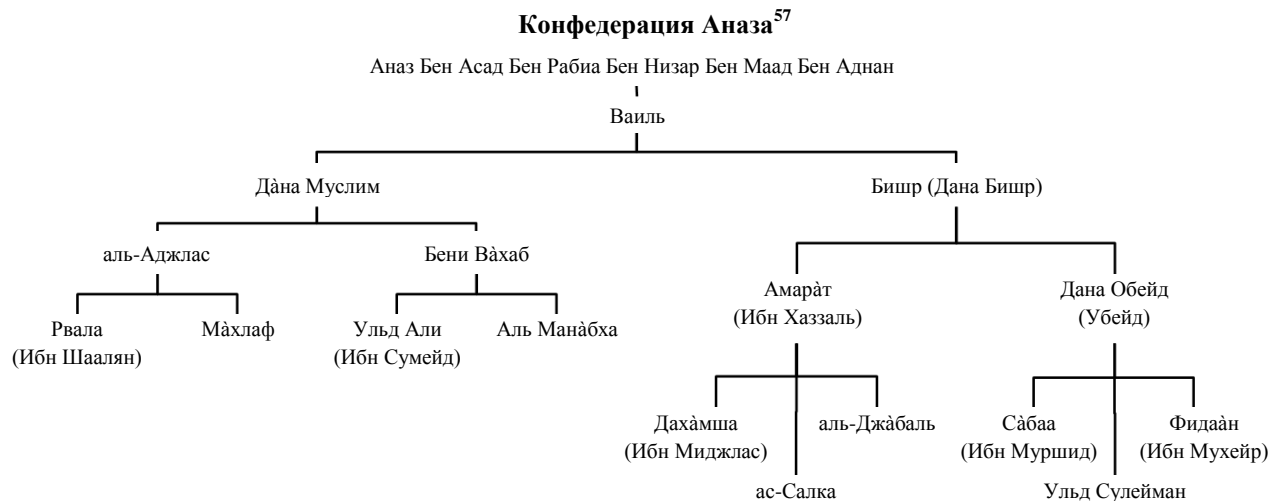 Конфедерация Аназа57
Аназ Бен Асад Бен Рабиа Бен Низар Бен Маад Бен Аднан
Ваиль
Дàна Муслим
Бишр (Дана Бишр)
аль-Аджлас
Бени Вàхаб
Амарàт
(Ибн Хаззаль)
Дана Обейд
(Убейд)
Рвала
(Ибн Шаалян)
Мàхлаф
Ульд Али
(Ибн Сумейд)
Аль Манàбха
Дахàмша
(Ибн Миджлас)
аль-Джàбаль
Сàбаа
(Ибн Муршид)
Фидаàн
(Ибн Мухейр)
ас-Салка
Ульд Сулейман